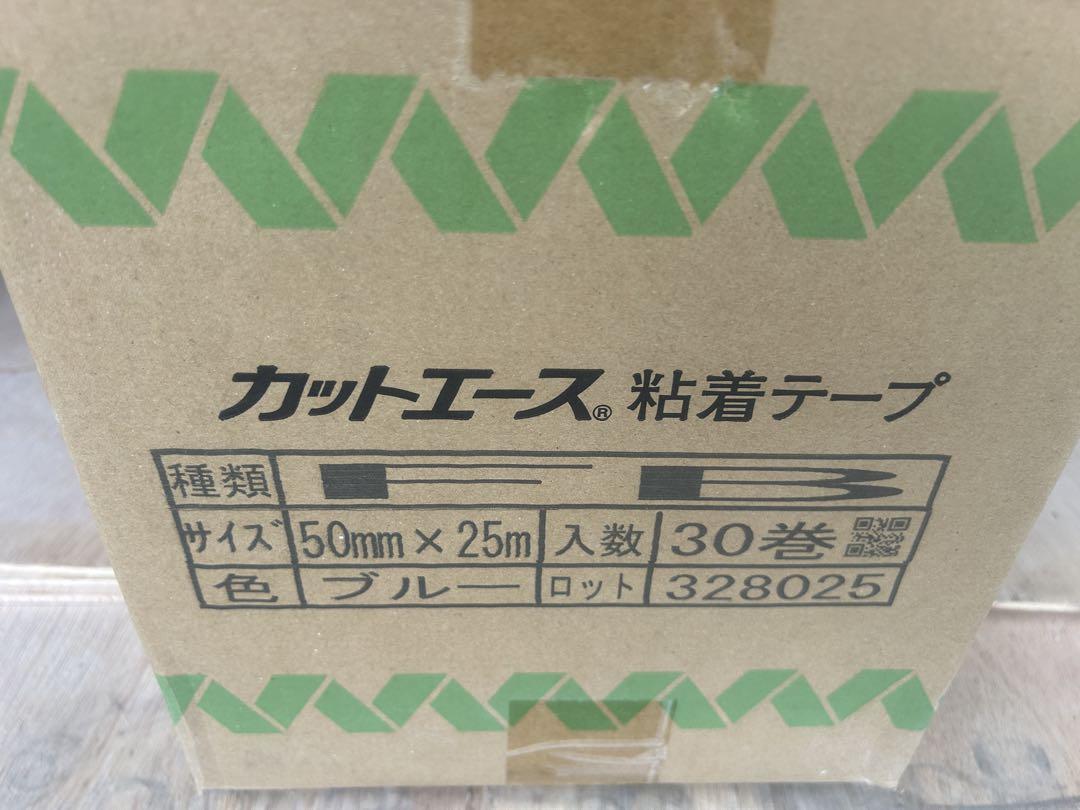 カットエース® 粘着テープ
種類 FB
サイズ 50mm×25m 入数 30巻
色 ブルー ロット 328025